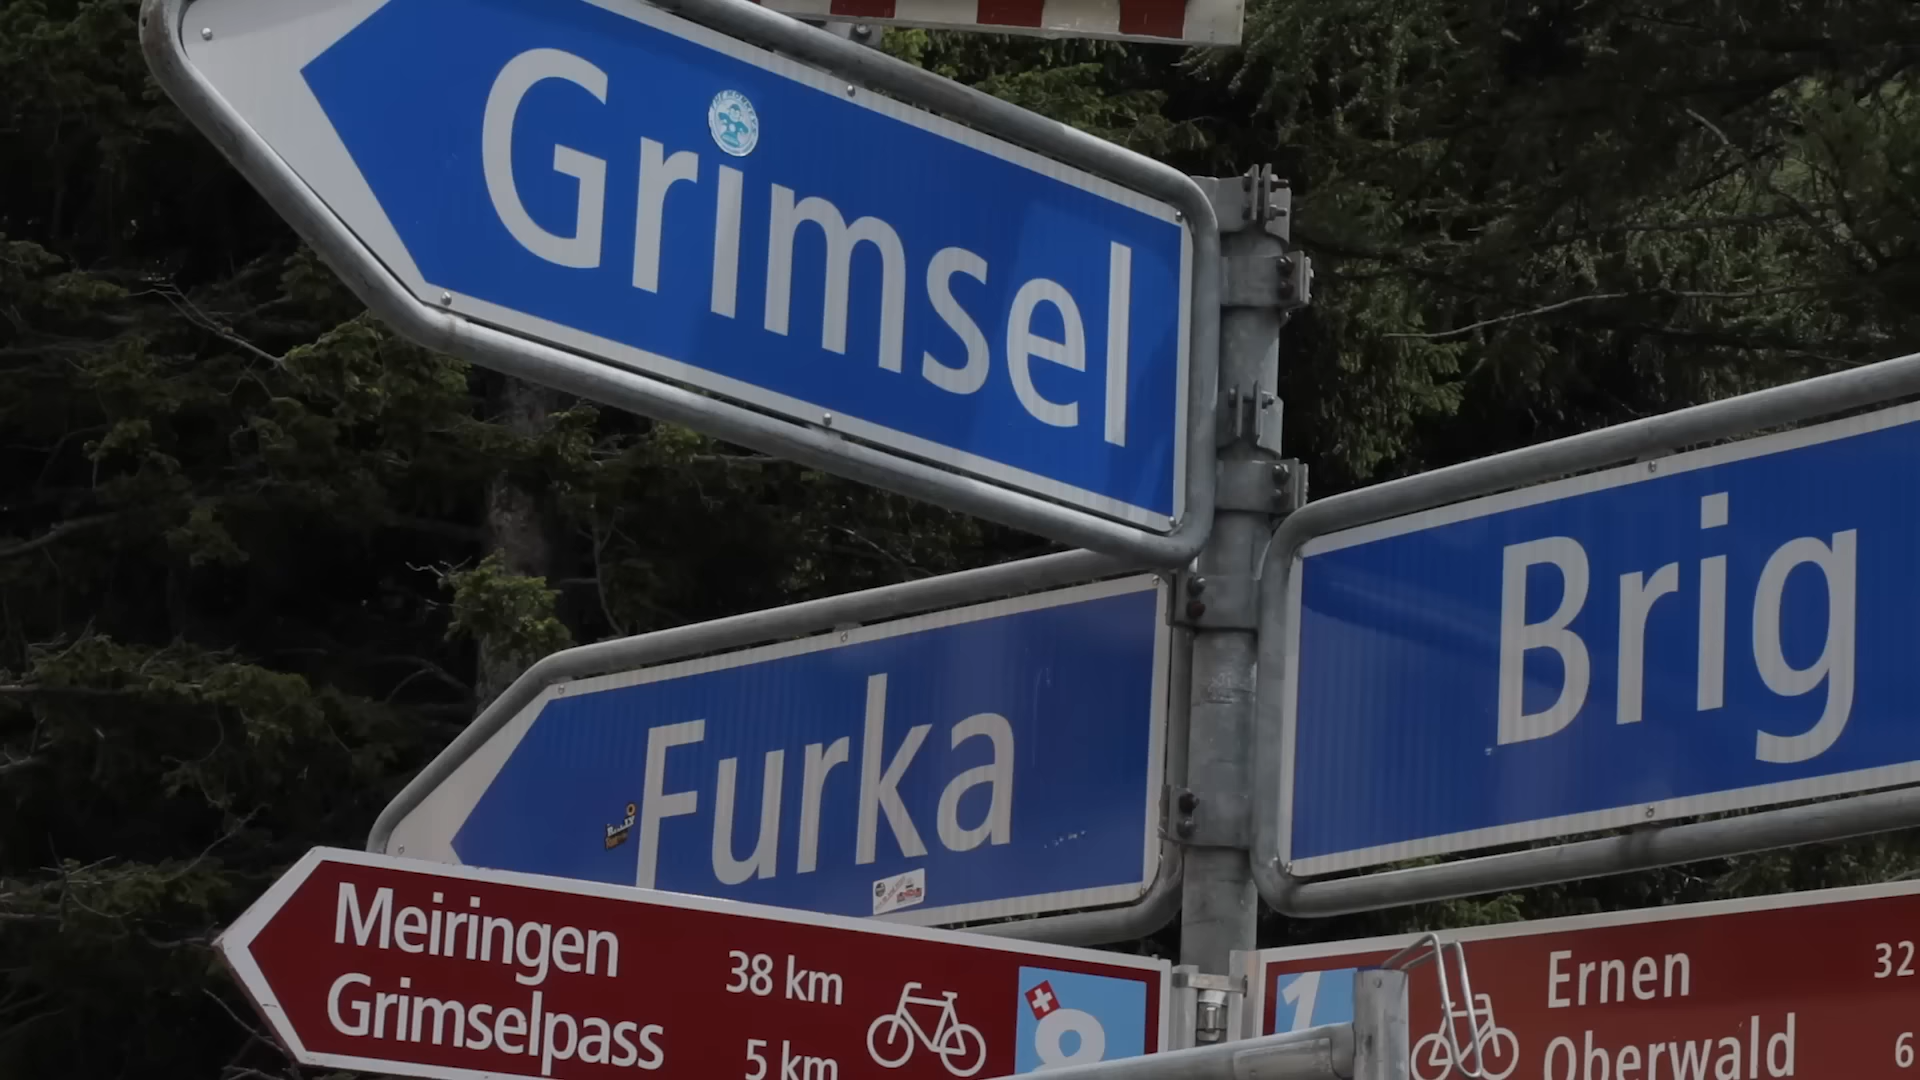 Grimsel
Furka
Brig
Meiringen 38 km
Grimselpass 5 km
8
1
Ernen 32
Oberwald 6